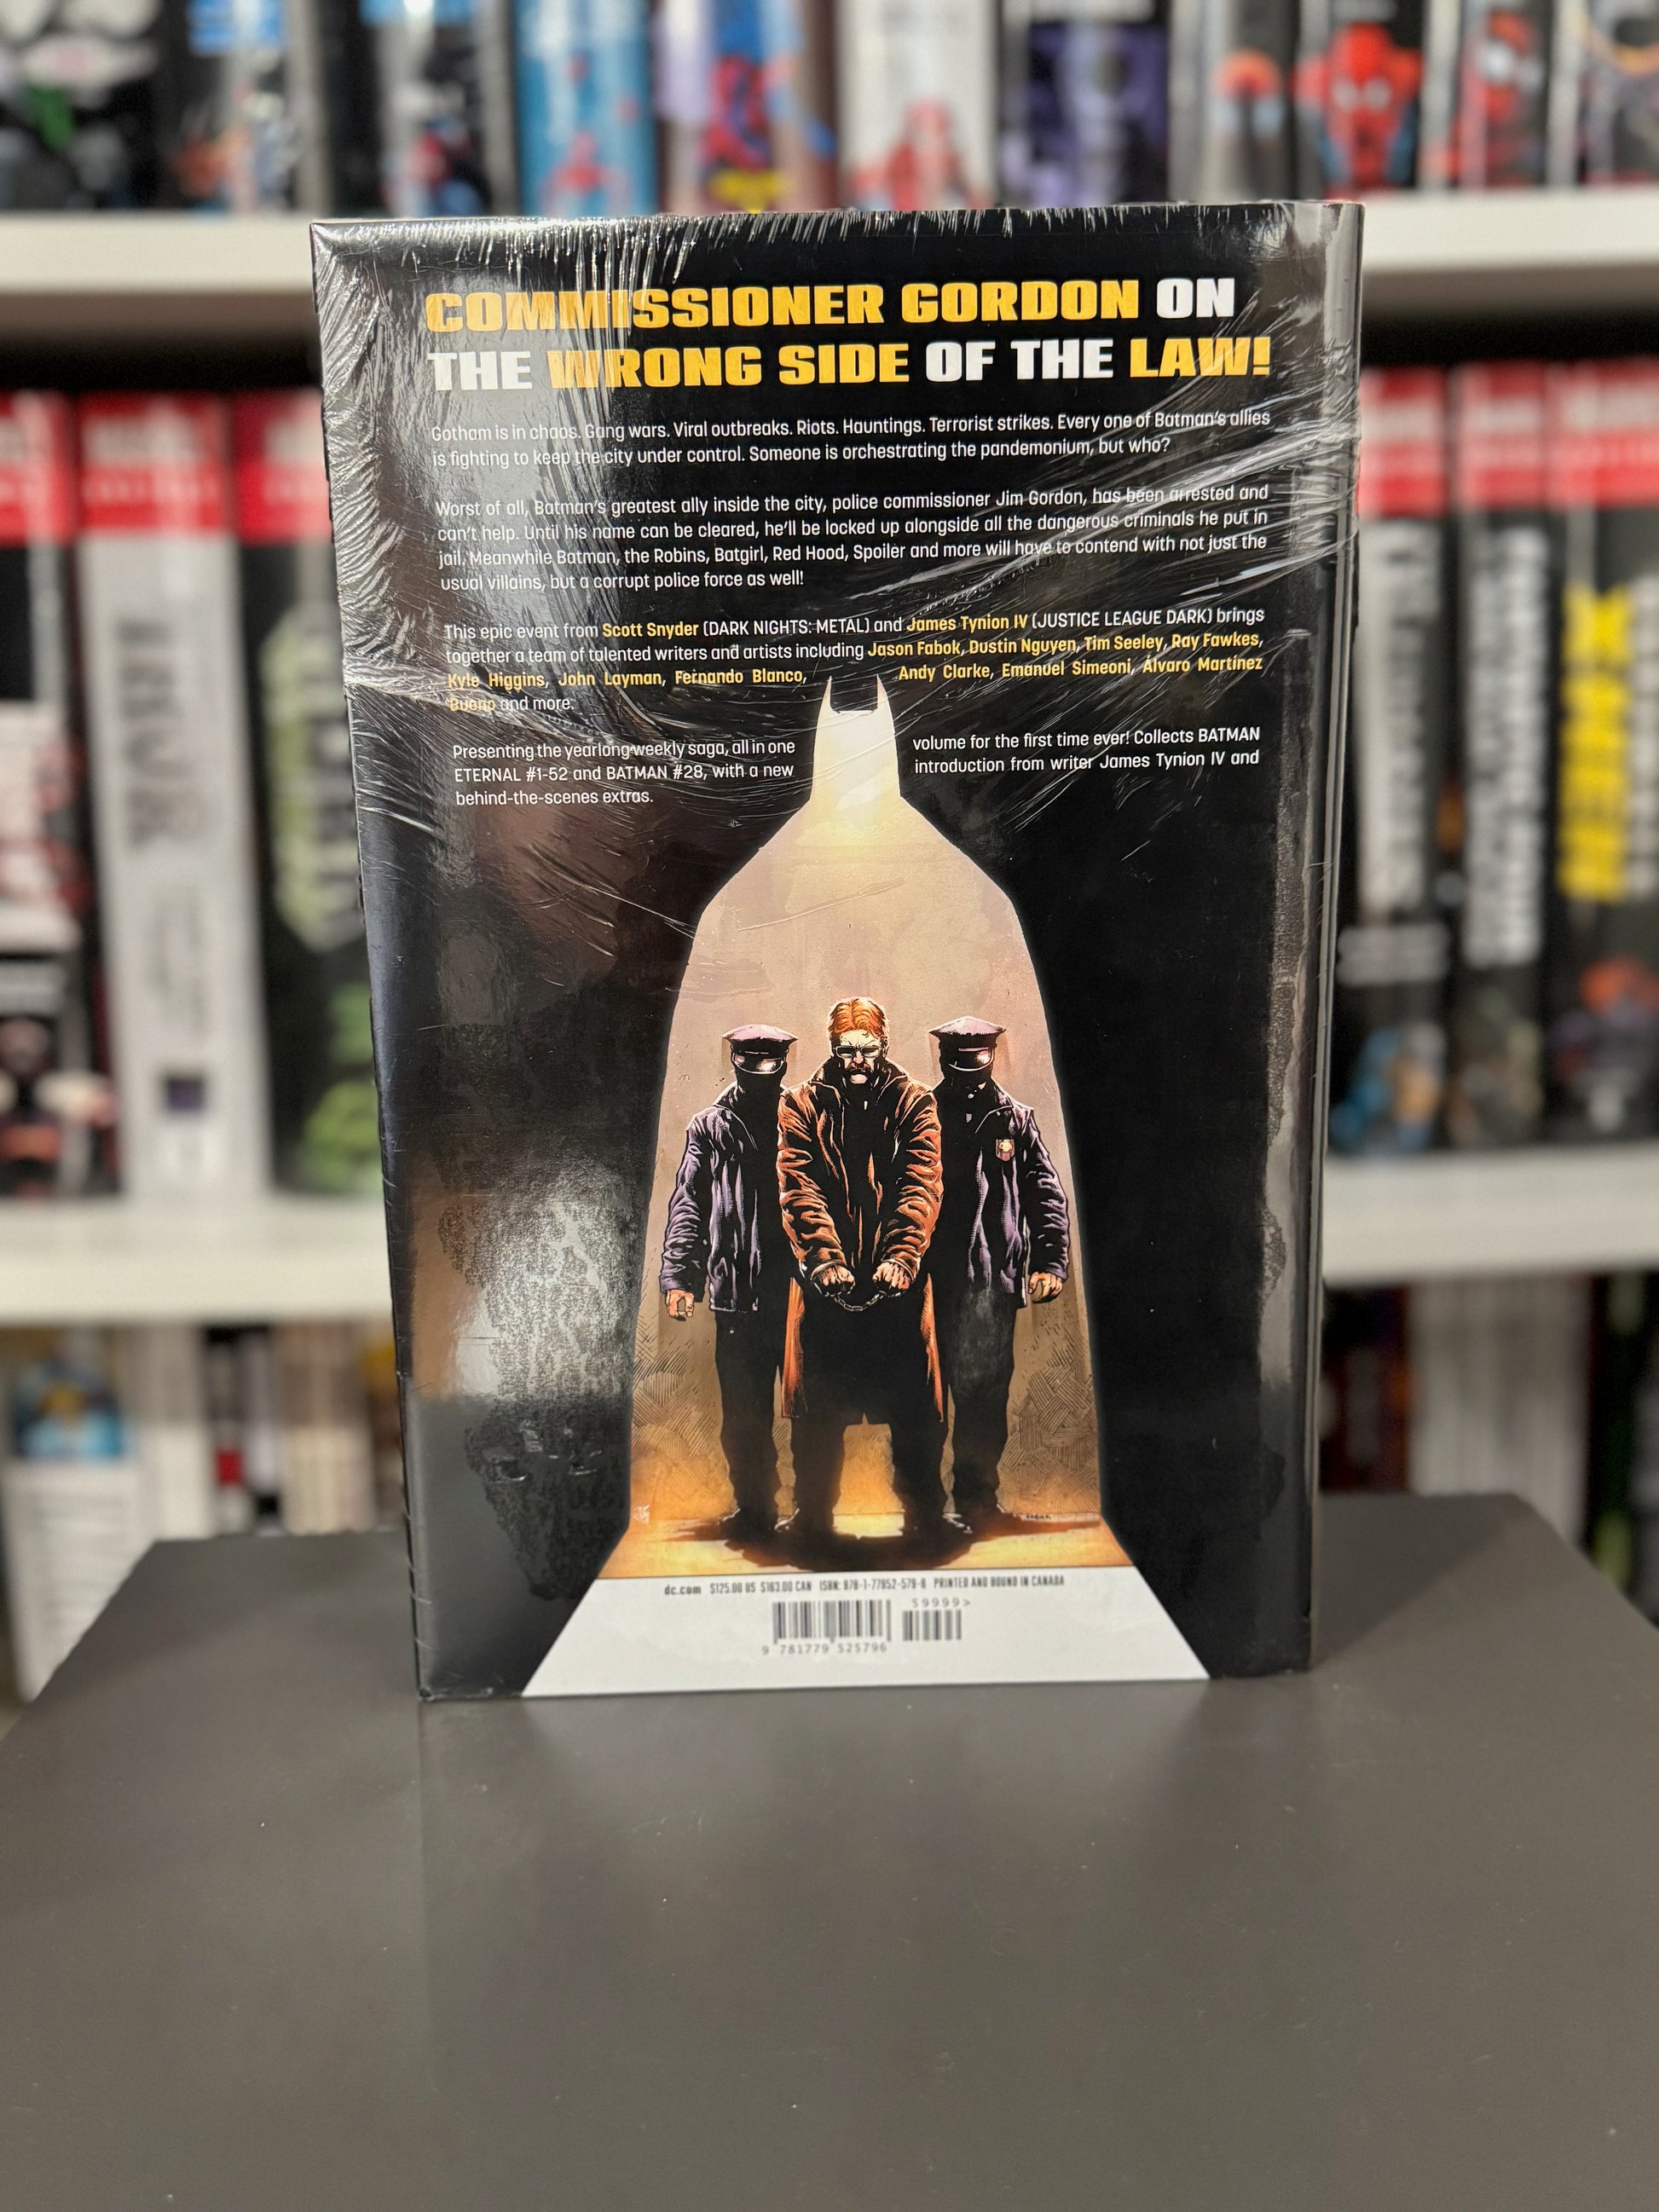 COMMISSIONER GORDON ON
THE WRONG SIDE OF THE LAW!
Gotham is in chaos. Gang wars. Viral outbreaks. Riots. Hauntings. Terrorist strikes. Every one of Batman's allies
is fighting to keep the city under control. Someone is orchestrating the pandemonium, but who?
Worst of all, Batman's greatest ally inside the city, police commissioner Jim Gordon, has been arrested and
can't help. Until his name can be cleared, he'll be locked up alongside all the dangerous criminals he put in
jail. Meanwhile Batman, the Robins, Batgirl, Red Hood, Spoiler and more will have to contend with not just the
usual villains, but a corrupt police force as well!
This epic event from Scott Snyder (DARK NIGHTS: METAL) and James Tynion IV (JUSTICE LEAGUE DARK) brings
together a team of talented writers and artists including Jason Fabok, Dustin Nguyen, Tim Seeley, Ray Fawkes,
Kyle Higgins, John Layman, Fernando Blanco, Andy Clarke, Emanuel Simeoni, Álvaro Martínez
Bueno and more.
Presenting the yearlong weekly saga, all in one volume for the first time ever! Collects BATMAN
ETERNAL #1-52 and BATMAN #28, with a new introduction from writer James Tynion IV and
behind-the-scenes extras.
dc.com $125.00 US $163.00 CAN ISBN: 978-1-77952-579-6 PRINTED AND BOUND IN CANADA
59999>
9 781779 525796